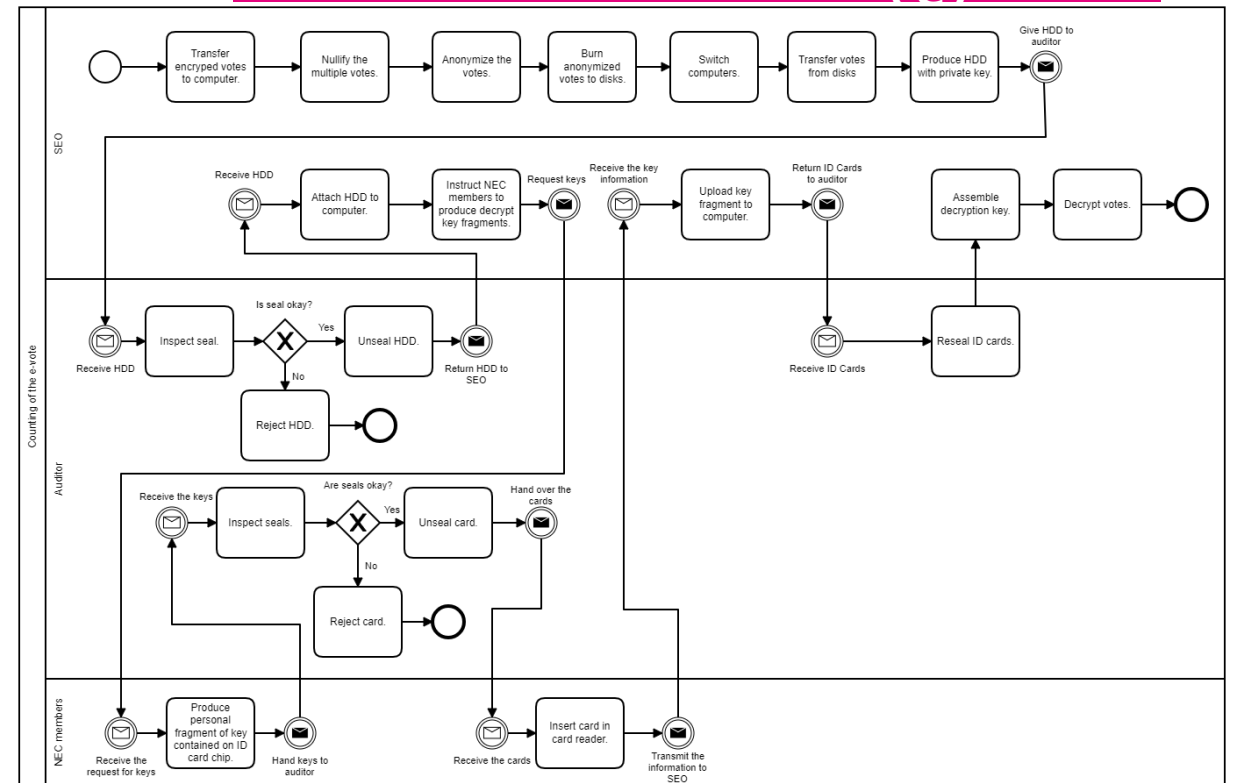 Give HDD to
auditor
Transfer
encryped votes
to computer.
Nullify the
multiple votes.
Anonymize the
votes.
Burn
anonymized
votes to disks.
Switch
computers.
Transfer votes
from disks
Produce HDD
with private key.
SEO
Receive HDD
Attach HDD to
computer.
Instruct NEC
members to
produce decrypt
key fragments.
Request keys
Receive the key
information
Upload key
fragment to
computer.
Return ID Cards
to auditor
Assemble
decryption key.
Decrypt votes.
Counting of the e-vote
Auditor
Receive HDD
Inspect seal.
Is seal okay?
Yes
No
Unseal HDD.
Return HDD to
SEO
Reject HDD.
Receive ID Cards
Reseal ID cards.
Receive the keys
Inspect seals.
Are seals okay?
Yes
No
Unseal card.
Hand over the
cards
Reject card.
NEC members
Receive the
request for keys
Produce
personal
fragment of key
contained on ID
card chip.
Hand keys to
auditor
Receive the cards
Insert card in
card reader.
Transmit the
information to
SEO